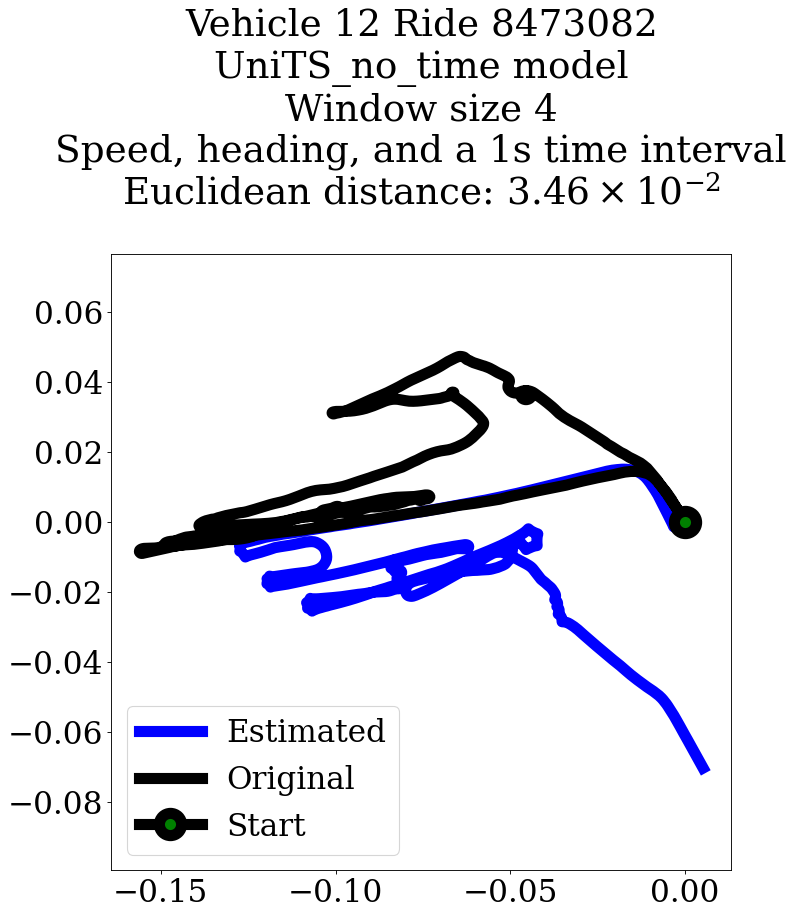 Vehicle 12 Ride 8473082
UniTS_no_time model
Window size 4
Speed, heading, and a 1s time interval
Euclidean distance: 3.46 × 10⁻²
0.06
0.04
0.02
0.00
−0.02
−0.04
−0.06
−0.08
Estimated
Original
Start
−0.15
−0.10
−0.05
0.00